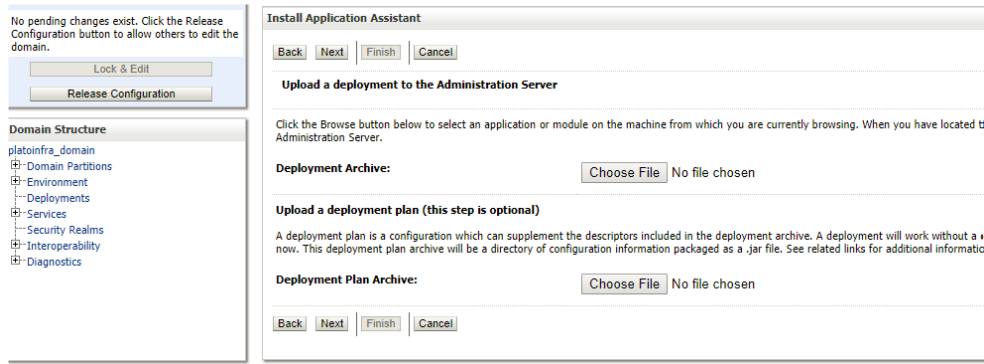 No pending changes exist. Click the Release
Configuration button to allow others to edit the
domain.
Lock & Edit
Release Configuration
Domain Structure
platoinfra_domain
Domain Partitions
Environment
Deployments
Services
Security Realms
Interoperability
Diagnostics
Install Application Assistant
Back Next Finish Cancel
Upload a deployment to the Administration Server
Click the Browse button below to select an application or module on the machine from which you are currently browsing. When you have located
Administration Server.
Deployment Archive: Choose File No file chosen
Upload a deployment plan (this step is optional)
A deployment plan is a configuration which can supplement the descriptors included in the deployment archive. A deployment will work without a
now. This deployment plan archive will be a directory of configuration information packaged as a .jar file. See related links for additional informatio
Deployment Plan Archive: Choose File No file chosen
Back Next Finish Cancel